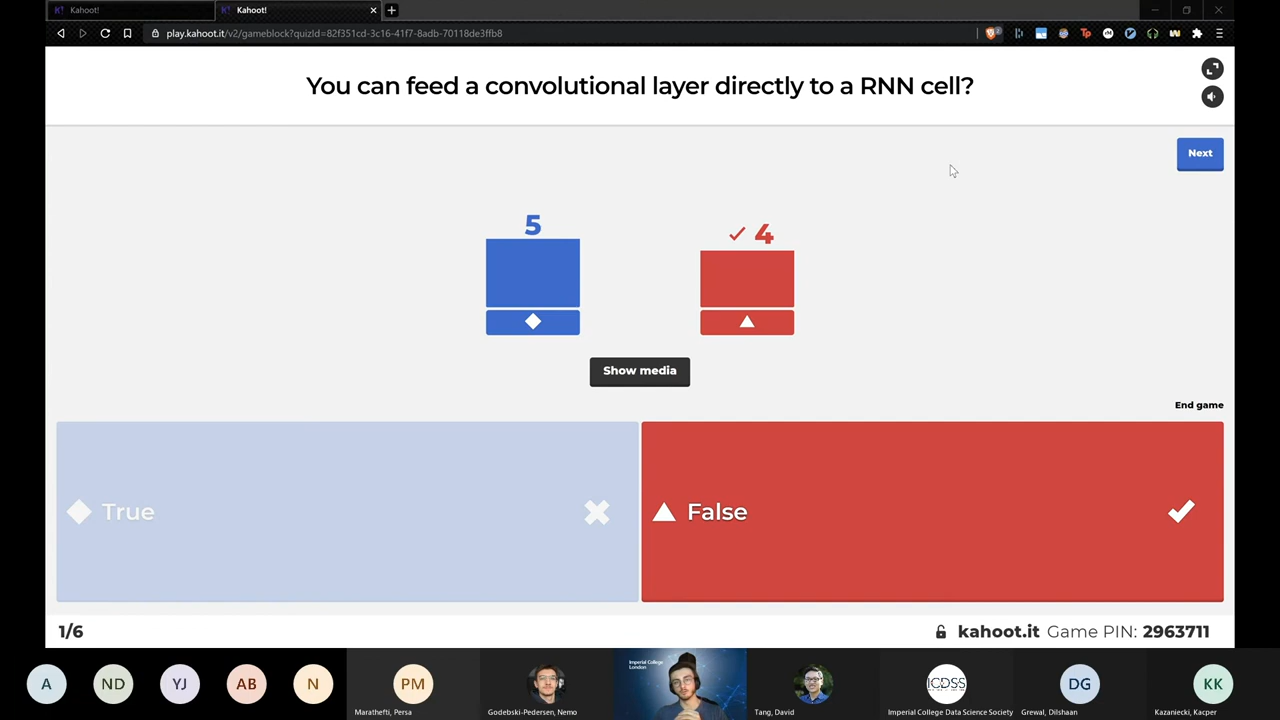 Kahoot!
Kahoot!
play.kahoot.it/v2/gameblock?quizId=82f351cd-3c16-41f7-8adb-70118de3ffb8
You can feed a convolutional layer directly to a RNN cell?
Next
5
4
Show media
End game
True
False
1/6
kahoot.it Game PIN: 2963711
A
ND
YJ
AB
N
PM
Imperial College
London
ICDSS
DG
KK
Marathefti, Persa
Godebski-Pedersen, Nemo
Tang, David
Imperial College Data Science Society
Grewal, Dilshaan
Kazaniecki, Kacper